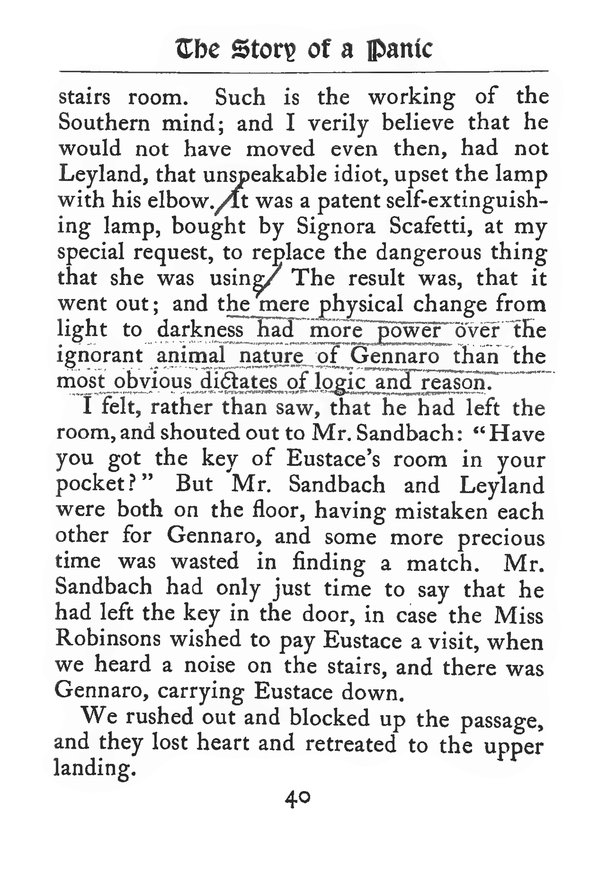 The Story of a Panic
stairs room. Such is the working of the
Southern mind; and I verily believe that he
would not have moved even then, had not
Leyland, that unspeakable idiot, upset the lamp
with his elbow. It was a patent self-extinguish-
ing lamp, bought by Signora Scafetti, at my
special request, to replace the dangerous thing
that she was using. The result was, that it
went out; and the mere physical change from
light to darkness had more power over the
ignorant animal nature of Gennaro than the
most obvious dictates of logic and reason.
I felt, rather than saw, that he had left the
room, and shouted out to Mr. Sandbach: “Have
you got the key of Eustace’s room in your
pocket?” But Mr. Sandbach and Leyland
were both on the floor, having mistaken each
other for Gennaro, and some more precious
time was wasted in finding a match. Mr.
Sandbach had only just time to say that he
had left the key in the door, in case the Miss
Robinsons wished to pay Eustace a visit, when
we heard a noise on the stairs, and there was
Gennaro, carrying Eustace down.
We rushed out and blocked up the passage,
and they lost heart and retreated to the upper
landing.
40